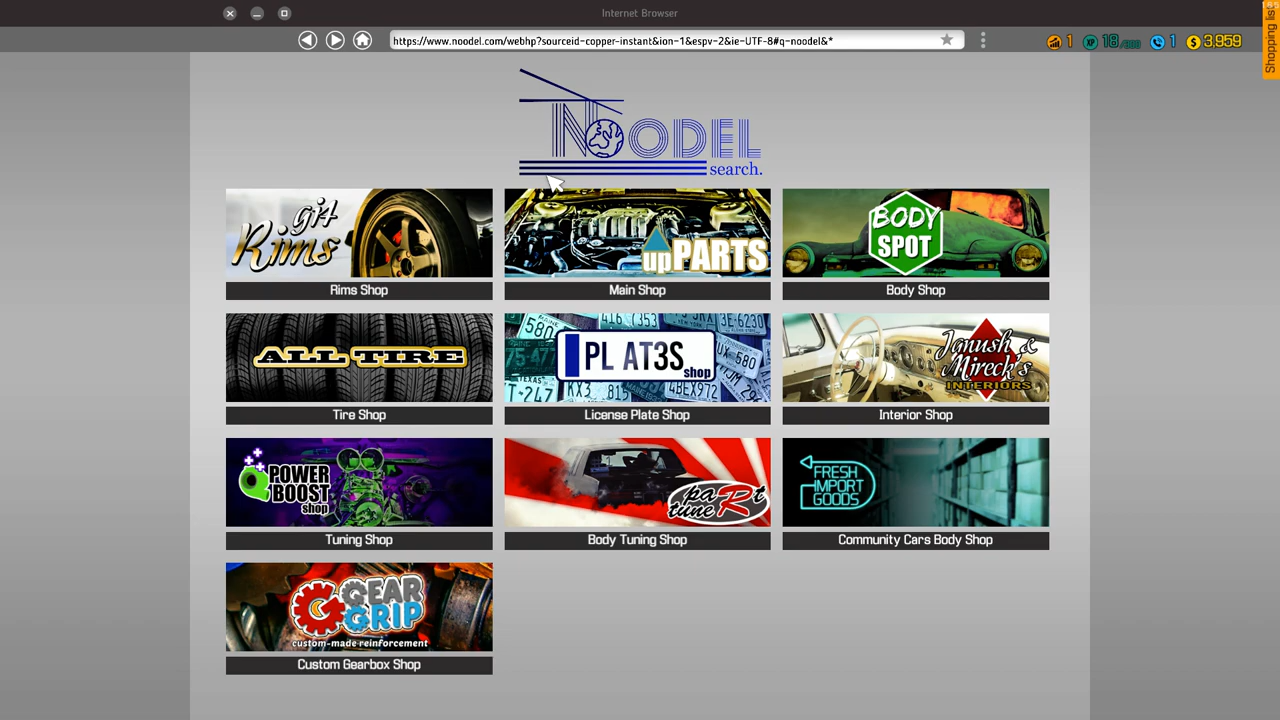 Internet Browser
https://www.noodel.com/webhp?sourceid-copper-instant&ion-1&espv-2&ie-UTF-8#q-noodel&*
1
XP 18
1
$ 3,959
Shopping list
NOODEL
search.
gj4 Rims
Rims Shop
upPARTS
Main Shop
BODY SPOT
Body Shop
ALL TIRE
Tire Shop
PL AT3S shop
License Plate Shop
Janush & Mireck's INTERIORS
Interior Shop
POWER BOOST shop
Tuning Shop
paRt tuneR
Body Tuning Shop
FRESH IMPORT GOODS
Community Cars Body Shop
GEAR GRIP
custom-made reinforcement
Custom Gearbox Shop